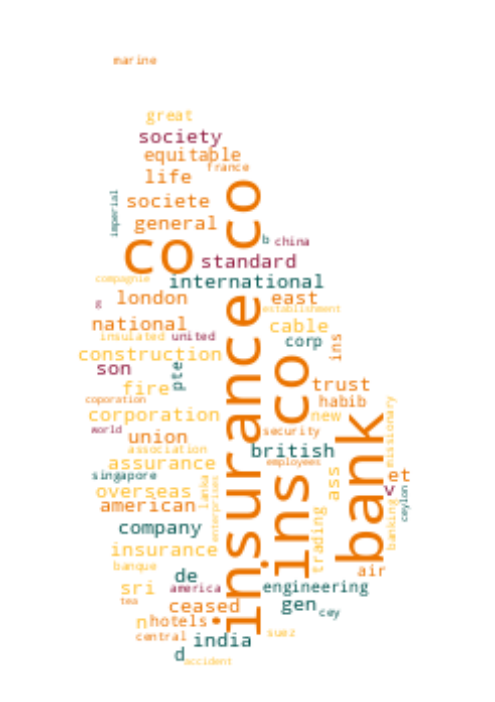 marine
great
society
equitable
france
life
imperial
societe
general
insurance co
co
b
china
standard
compagnie
international
g
london
east
establishment
national
cable
insulated
united
corp
ins
construction
son
pte
ins co
fire
trust
coporation
habib
corporation
new
world
union
security
bank
missionary
association
british
assurance
employees
singapore
et
overseas
lanka
ass
v
ceylon
american
enterprises
company
trading
banking
insurance
banque
air
de
sri
america
engineering
tea
ceased
gen
cey
n
hotels
central
india
suez
d
accident